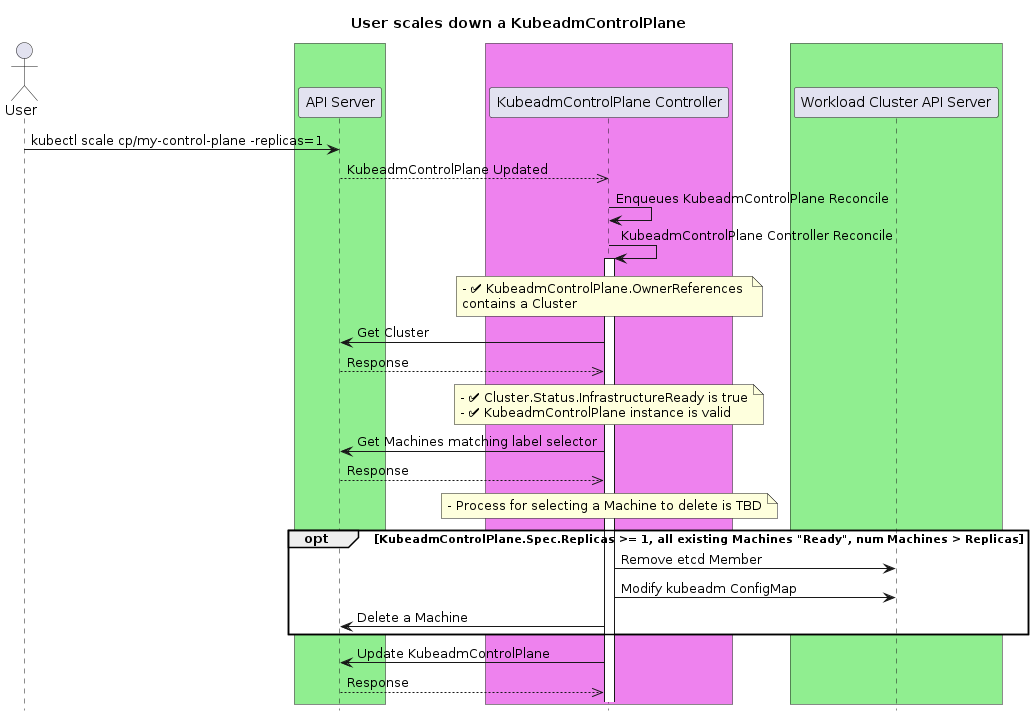 User scales down a KubeadmControlPlane
User
API Server
KubeadmControlPlane Controller
Workload Cluster API Server
kubectl scale cp/my-control-plane -replicas=1
KubeadmControlPlane Updated
Enqueues KubeadmControlPlane Reconcile
KubeadmControlPlane Controller Reconcile
- ✔ KubeadmControlPlane.OwnerReferences
contains a Cluster
Get Cluster
Response
- ✔ Cluster.Status.InfrastructureReady is true
- ✔ KubeadmControlPlane instance is valid
Get Machines matching label selector
Response
- Process for selecting a Machine to delete is TBD
opt [KubeadmControlPlane.Spec.Replicas >= 1, all existing Machines "Ready", num Machines > Replicas]
Remove etcd Member
Modify kubeadm ConfigMap
Delete a Machine
Update KubeadmControlPlane
Response